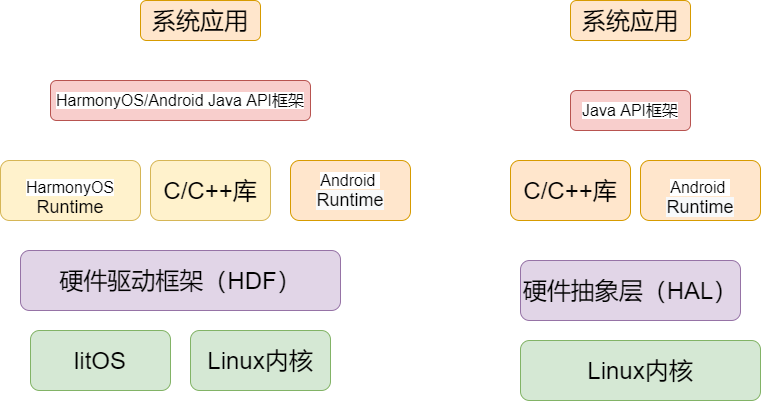 系统应用
HarmonyOS/Android Java API框架
HarmonyOS
Runtime
C/C++库
Android
Runtime
硬件驱动框架（HDF）
litOS
Linux内核
系统应用
Java API框架
C/C++库
Android
Runtime
硬件抽象层（HAL）
Linux内核